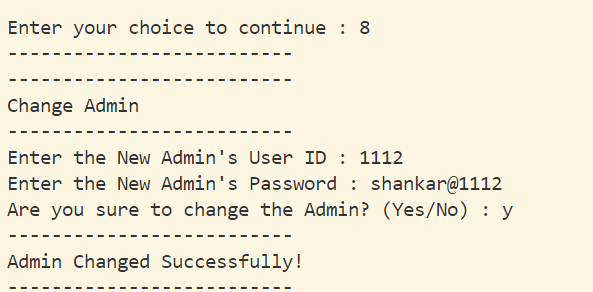 Enter your choice to continue : 8
--------------------------
--------------------------
Change Admin
--------------------------
Enter the New Admin's User ID : 1112
Enter the New Admin's Password : shankar@1112
Are you sure to change the Admin? (Yes/No) : y
--------------------------
Admin Changed Successfully!
--------------------------